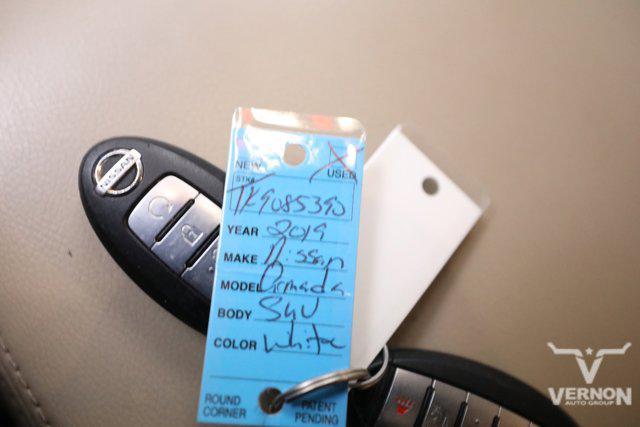 NISSAN
NEW USED
STK# TK9085390
YEAR 2019
MAKE Nissan
MODEL Armada
BODY SUV
COLOR White
ROUND CORNER
PATENT PENDING
VERNON
AUTO GROUP